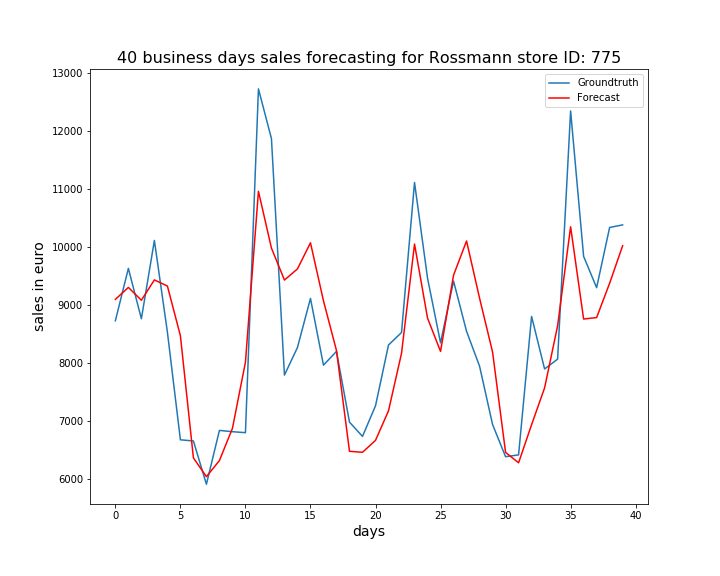 40 business days sales forecasting for Rossmann store ID: 775
Groundtruth
Forecast
13000
12000
11000
10000
9000
8000
7000
6000
sales in euro
0 5 10 15 20 25 30 35 40
days